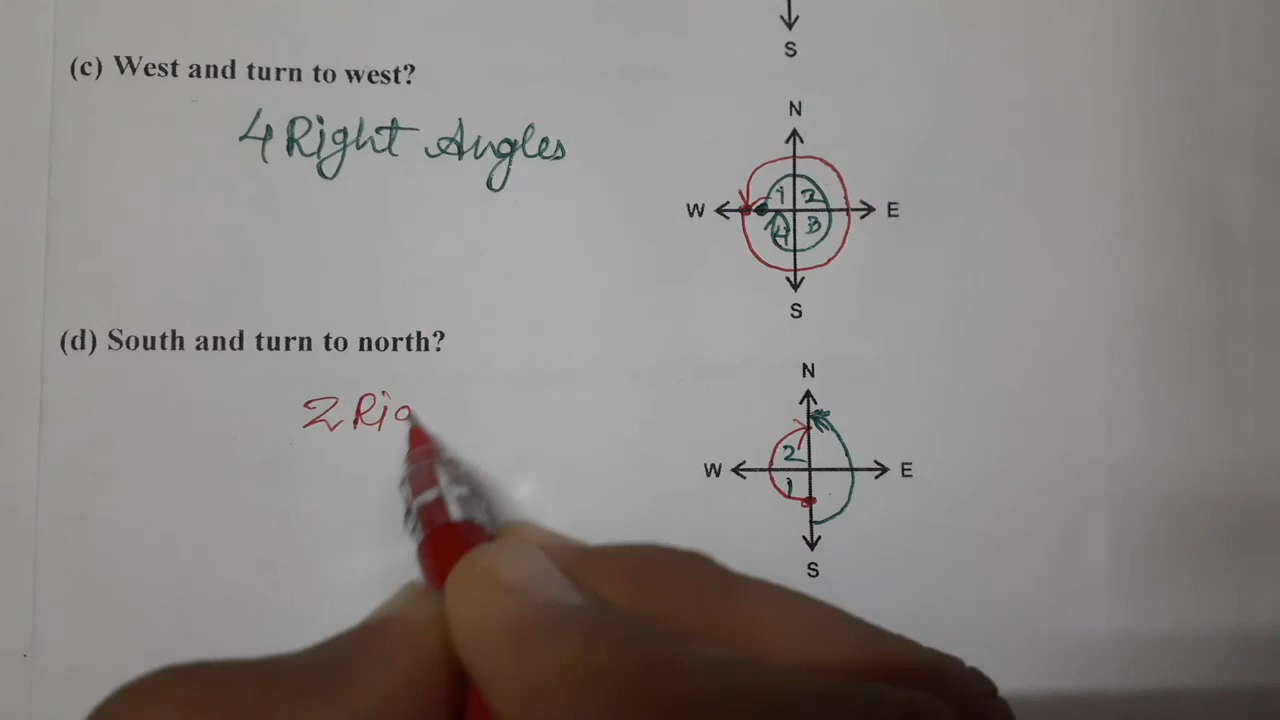 S
(c) West and turn to west?
N
4 Right Angles
1 2
W E
4 3
S
(d) South and turn to north?
N
2 Rig
2
W E
1
S